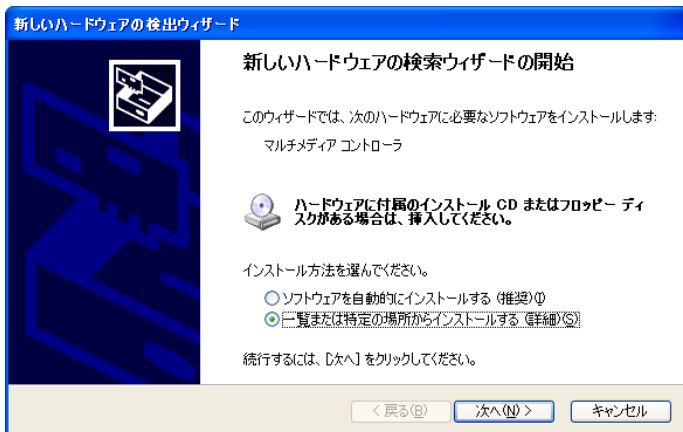 新しいハードウェアの検出ウィザード
新しいハードウェアの検索ウィザードの開始
このウィザードでは、次のハードウェアに必要なソフトウェアをインストールします:
マルチメディア コントローラ
ハードウェアに付属のインストール CD またはフロッピー ディ
スクがある場合は、挿入してください。
インストール方法を選んでください。
ソフトウェアを自動的にインストールする (推奨)(I)
一覧または特定の場所からインストールする (詳細)(S)
続行するには、[次へ] をクリックしてください。
< 戻る(B)
次へ(N) >
キャンセル